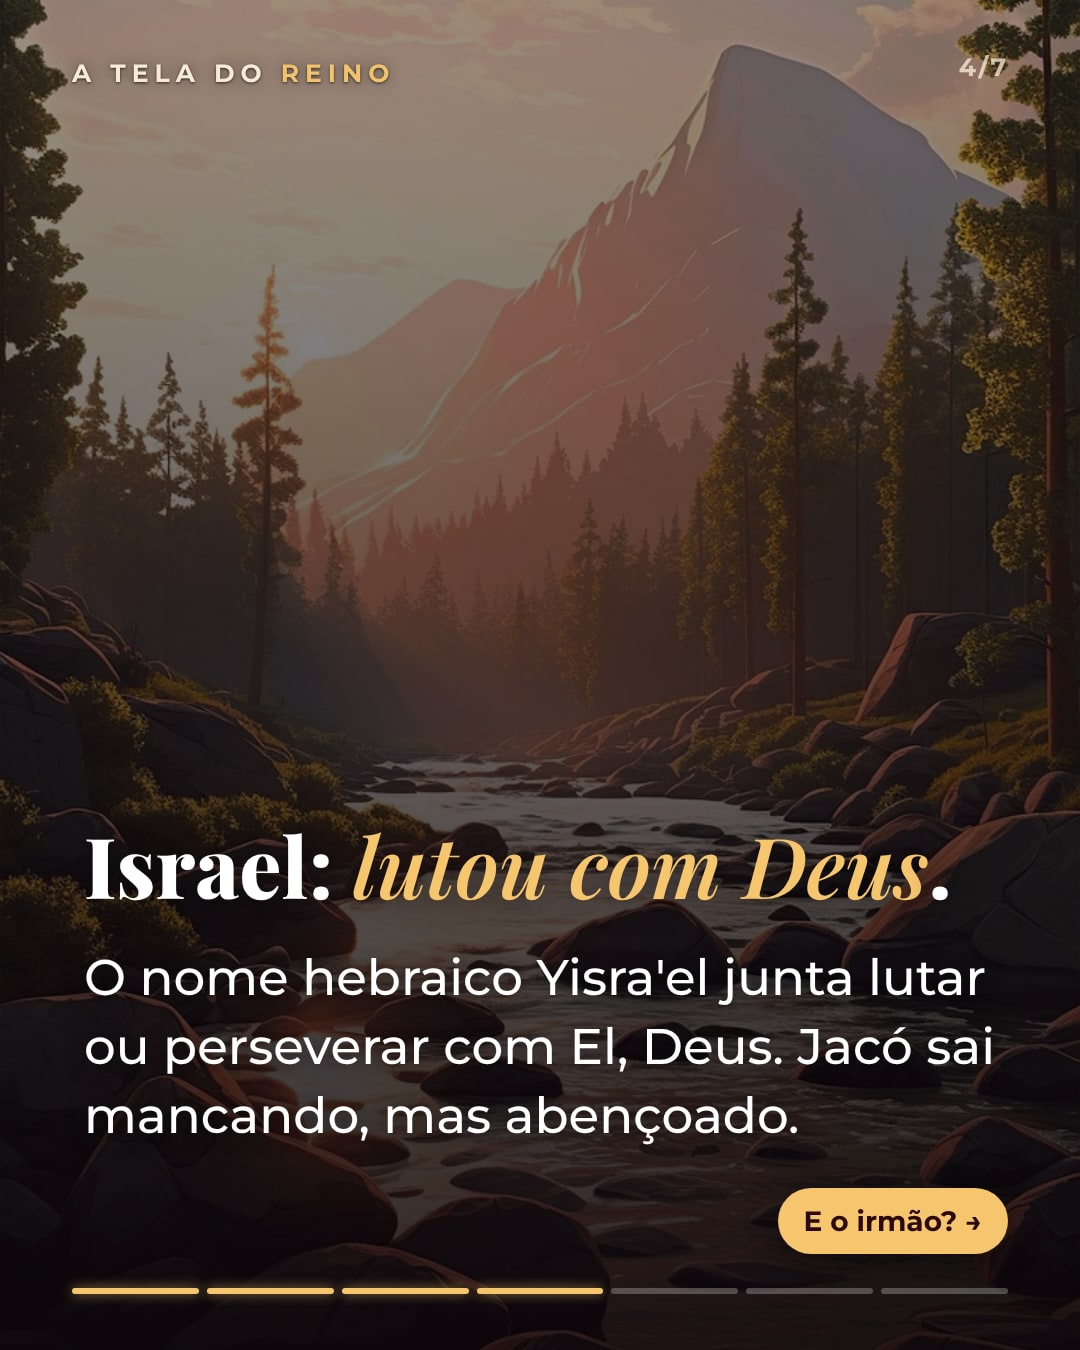 A TELA DO REINO
4/7
Israel: lutou com Deus.
O nome hebraico Yisra'el junta lutar
ou perseverar com El, Deus. Jacó sai
mancando, mas abençoado.
E o irmão? →